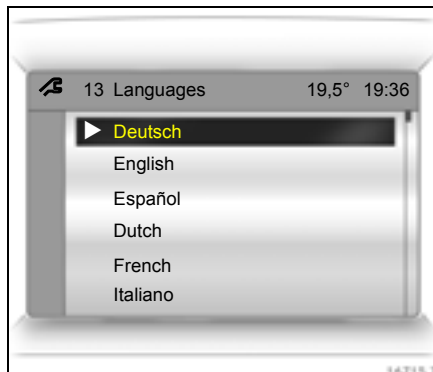 13 Languages 19,5° 19:36
Deutsch
English
Español
Dutch
French
Italiano